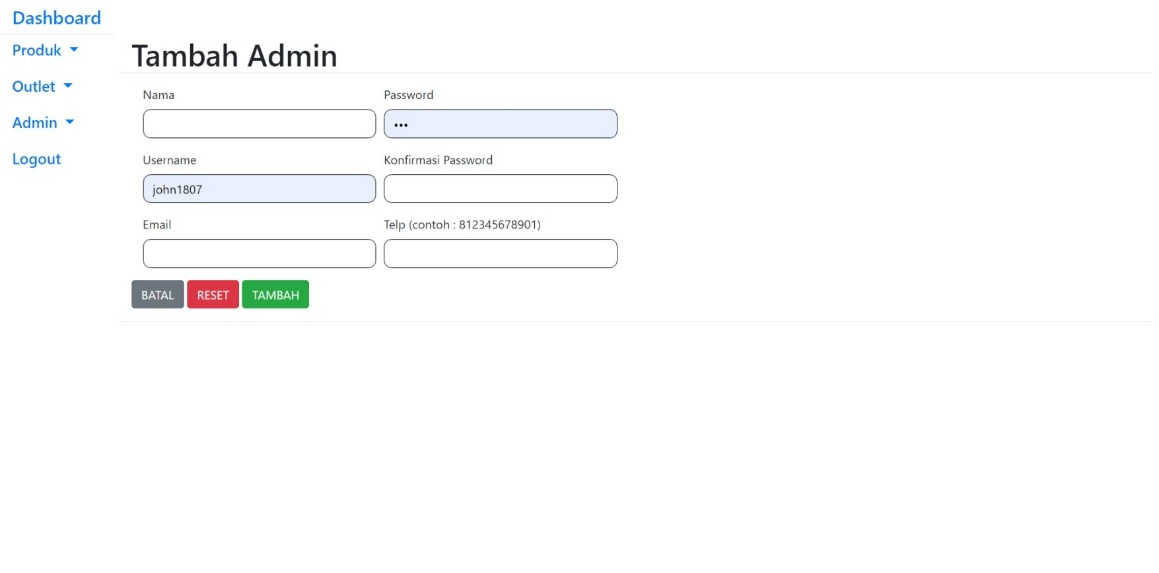 Dashboard
Produk
Outlet
Admin
Logout
Tambah Admin
Nama
Password
•••
Username
john1807
Konfirmasi Password
Email
Telp (contoh : 812345678901)
BATAL
RESET
TAMBAH